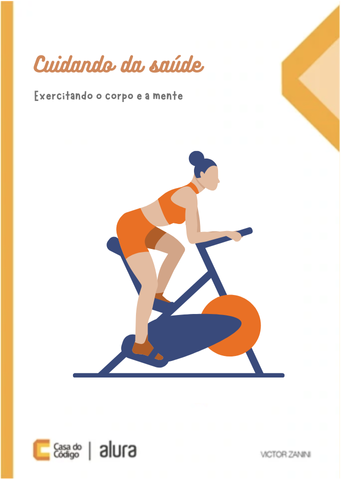 Cuidando da saúde
Exercitando o corpo e a mente
Casa do
Código
alura
VICTOR ZANINI